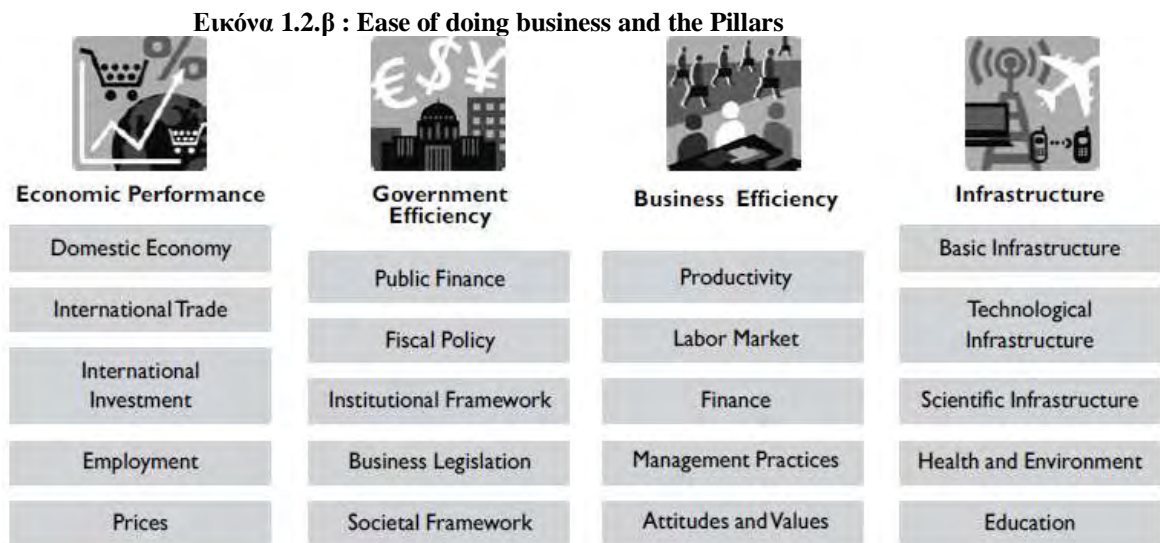 Εικόνα 1.2.β : Ease of doing business and the Pillars
%
€$¥
Economic Performance
Domestic Economy
International Trade
International
Investment
Employment
Prices
Government
Efficiency
Public Finance
Fiscal Policy
Institutional Framework
Business Legislation
Societal Framework
Business Efficiency
Productivity
Labor Market
Finance
Management Practices
Attitudes and Values
Infrastructure
Basic Infrastructure
Technological
Infrastructure
Scientific Infrastructure
Health and Environment
Education